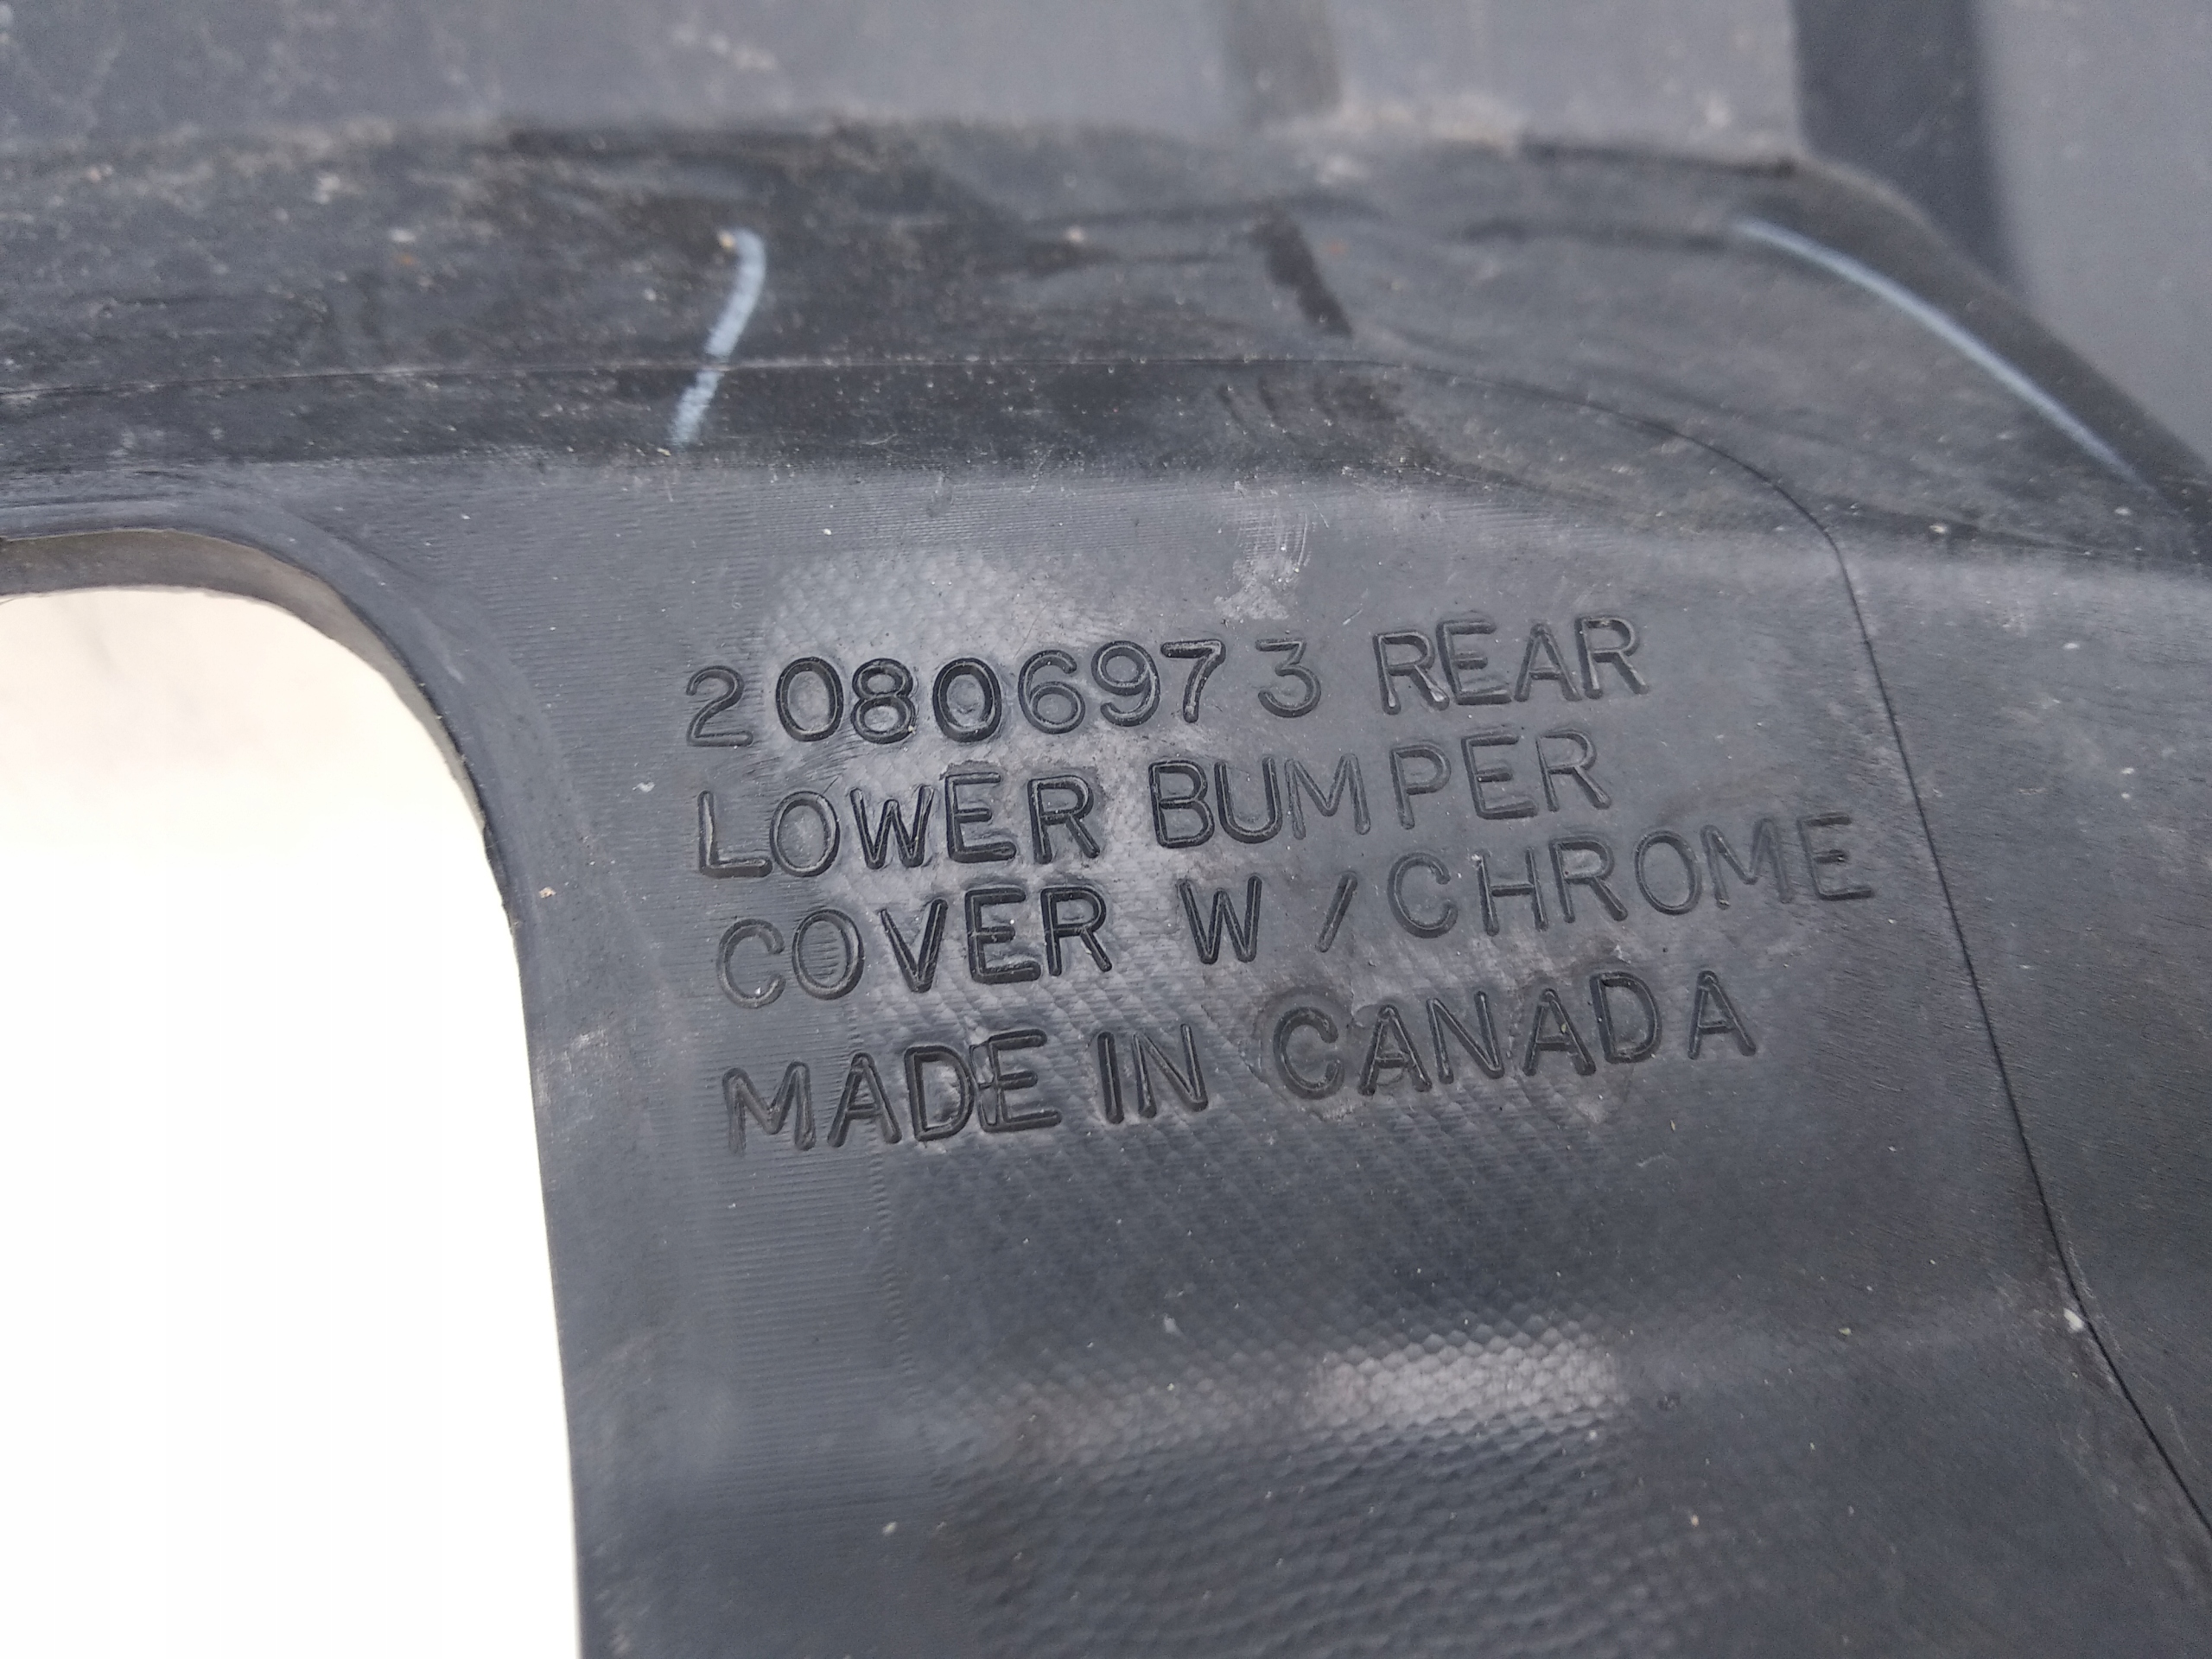 20806973 REAR
LOWER BUMPER
COVER W/CHROME
MADE IN CANADA